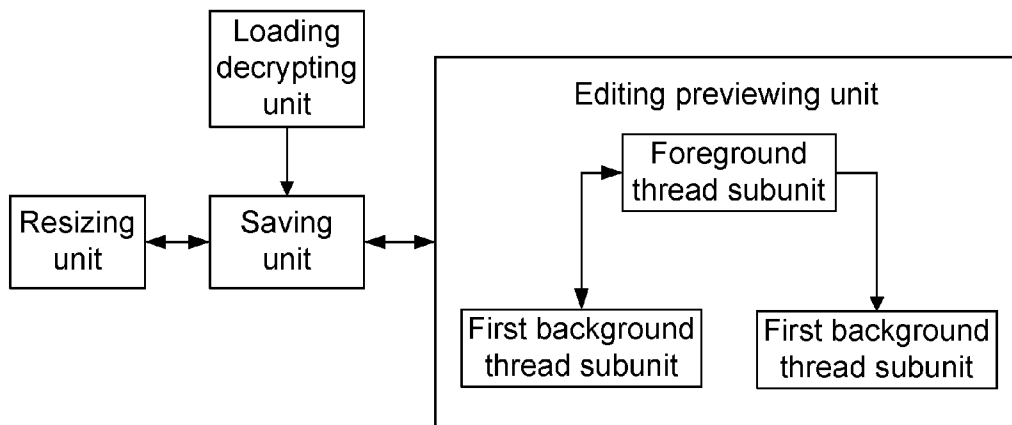 Loading
decrypting
unit
Editing previewing unit
Foreground
thread subunit
Resizing
unit
Saving
unit
First background
thread subunit
First background
thread subunit